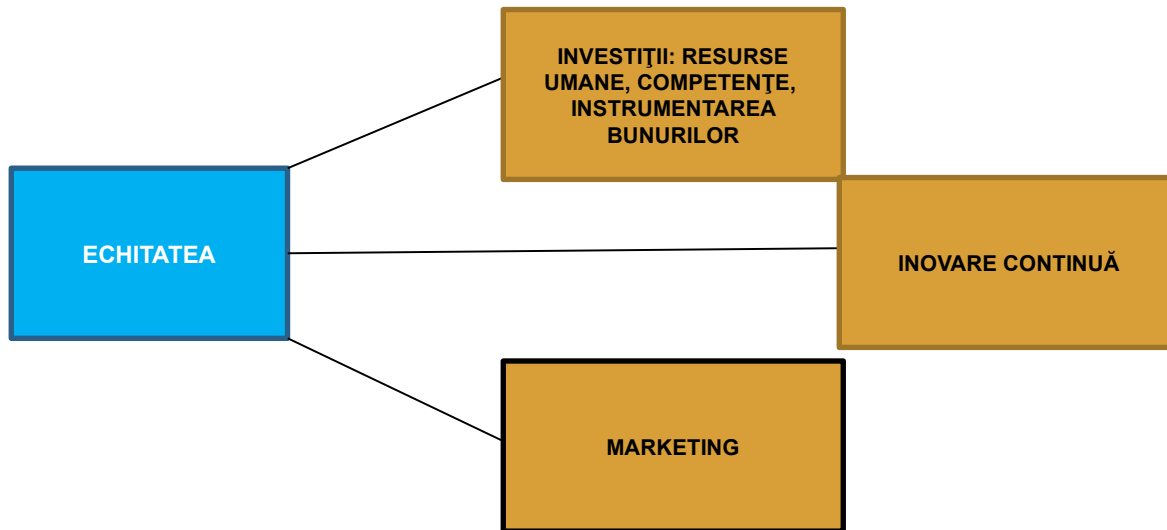 INVESTIŢII: RESURSE
UMANE, COMPETENŢE,
INSTRUMENTAREA
BUNURILOR
ECHITATEA
INOVARE CONTINUĂ
MARKETING